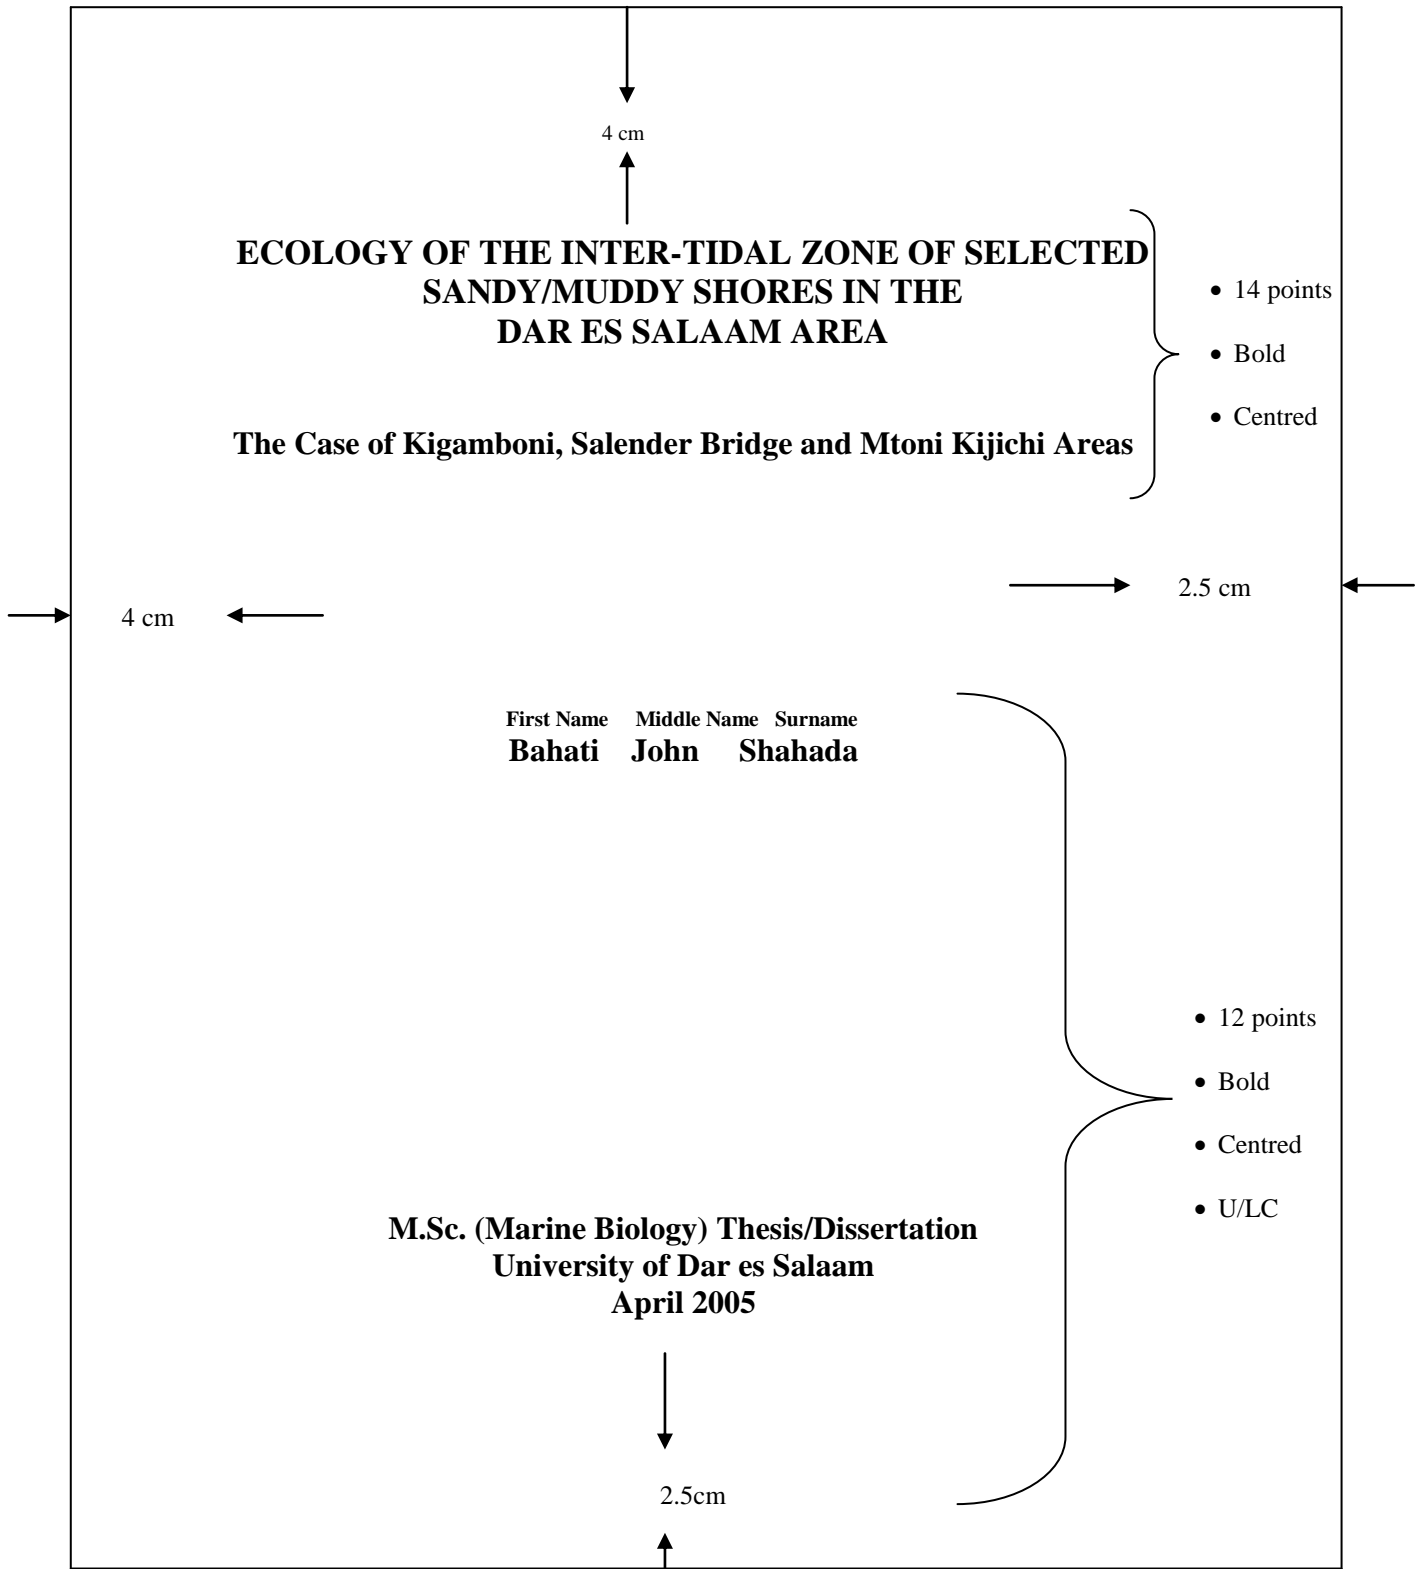 4 cm
ECOLOGY OF THE INTER-TIDAL ZONE OF SELECTED
SANDY/MUDDY SHORES IN THE
DAR ES SALAAM AREA
The Case of Kigamboni, Salender Bridge and Mtoni Kijichi Areas
• 14 points
• Bold
• Centred
4 cm
2.5 cm
First Name Middle Name Surname
Bahati John Shahada
M.Sc. (Marine Biology) Thesis/Dissertation
University of Dar es Salaam
April 2005
• 12 points
• Bold
• Centred
• U/LC
2.5cm